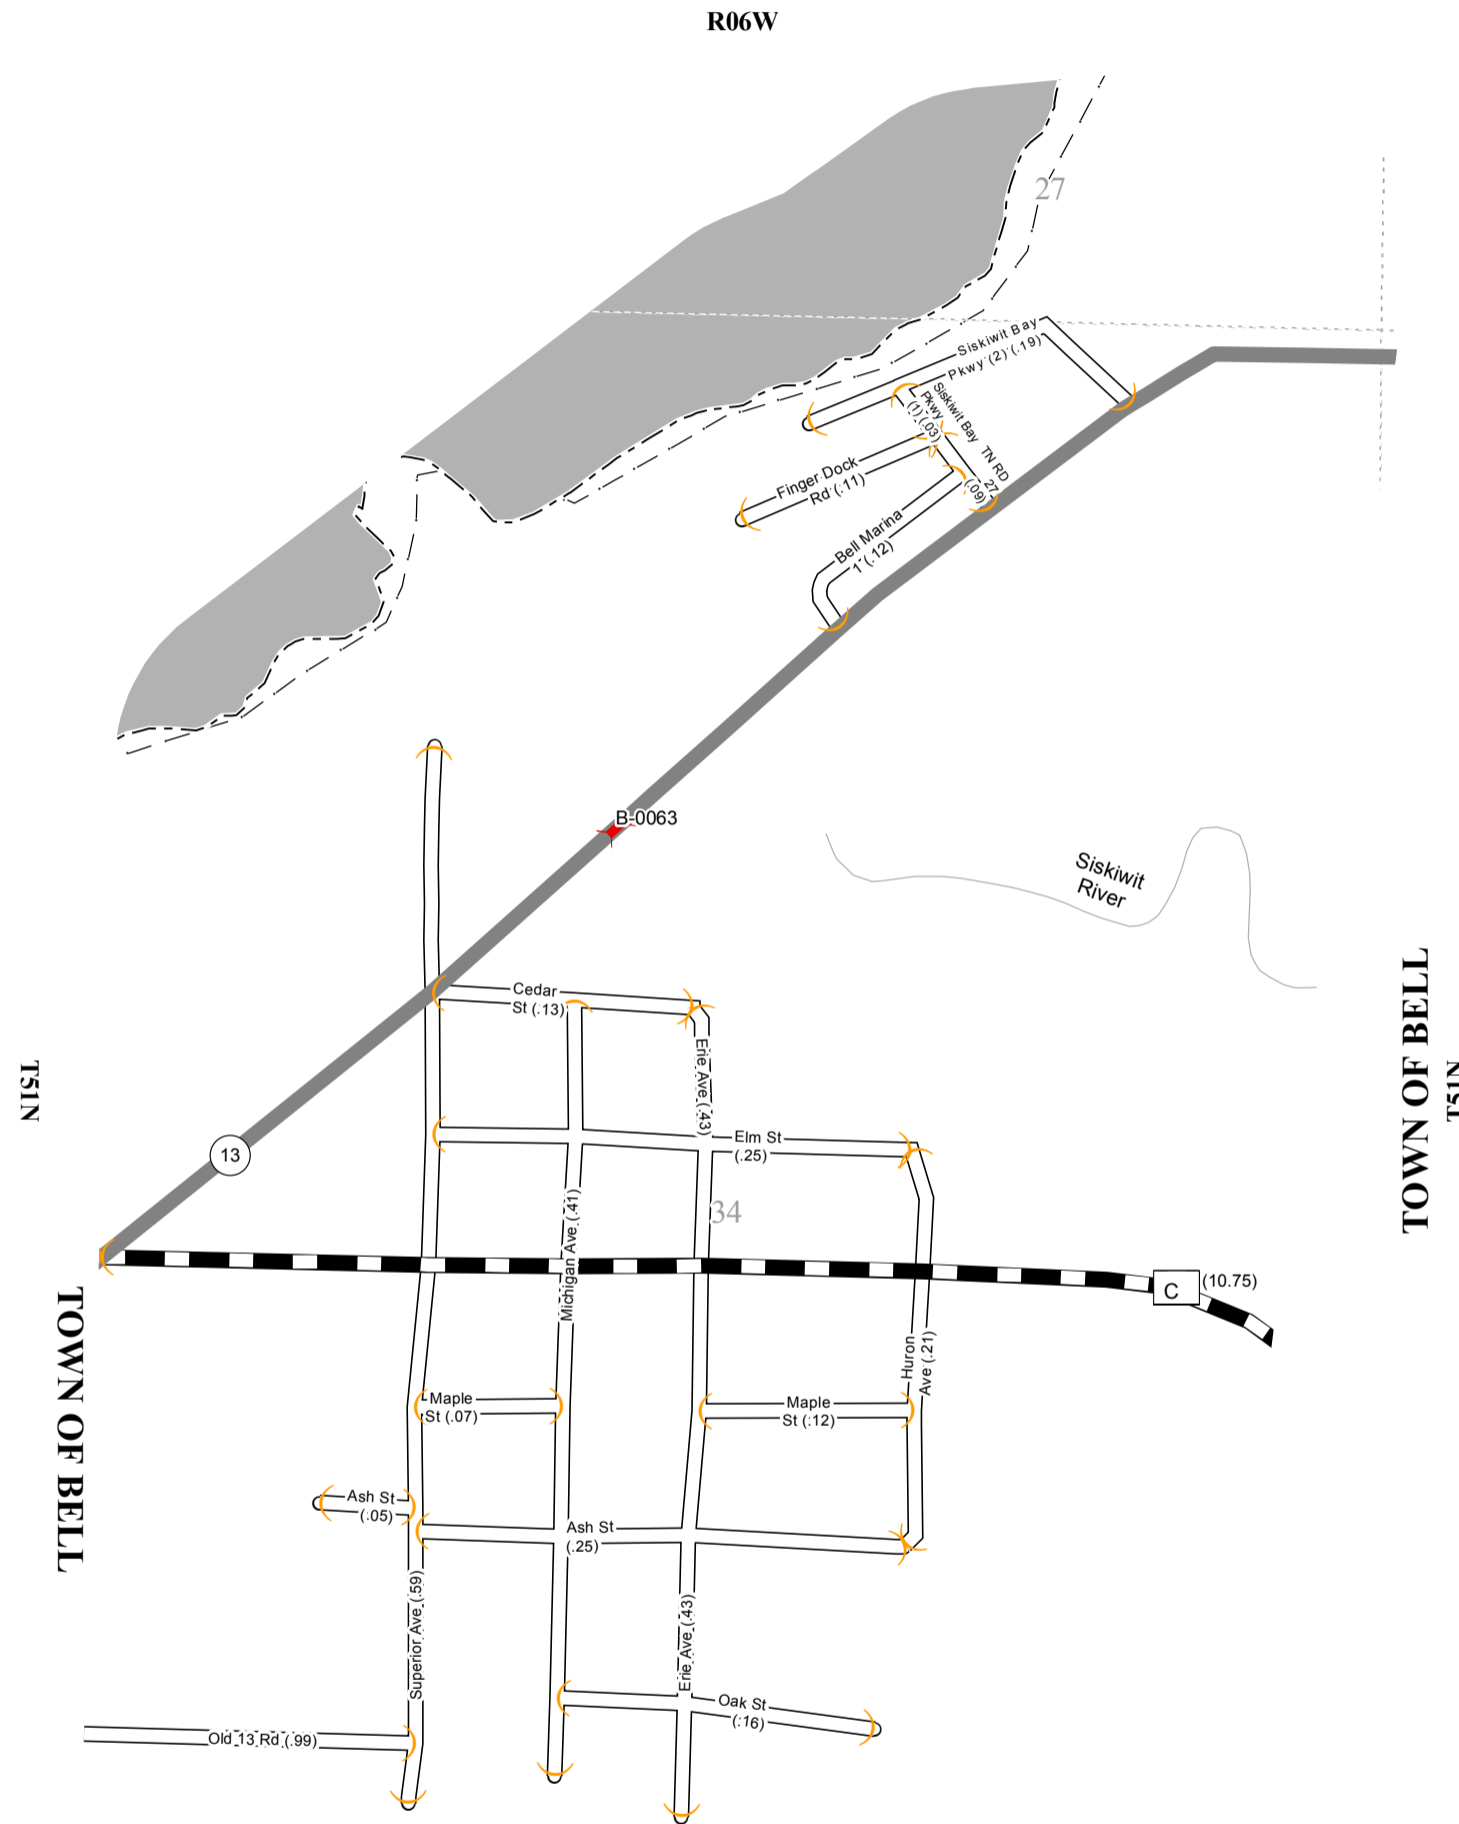 R06W
27
Siskiwit Bay
Pkwy (2) (.19)
Siskiwit Bay
Pkwy
(1) (.03)
TN RD
27
(.09)
Finger Dock
Rd (.11)
Bell Marina
1 (.12)
B-0063
Siskiwit
River
TOWN OF BELL
T51N
T51N
Cedar
St (.13)
Erie Ave (.43)
Elm St
(.25)
13
34
Michigan Ave (.41)
C
(10.75)
TOWN OF BELL
Huron
Ave (.21)
Maple
St (.07)
Maple
St (.12)
Ash St
(.05)
Ash St
(.25)
Superior Ave (.59)
Erie Ave (.43)
Oak St
(.16)
Old 13 Rd (.99)